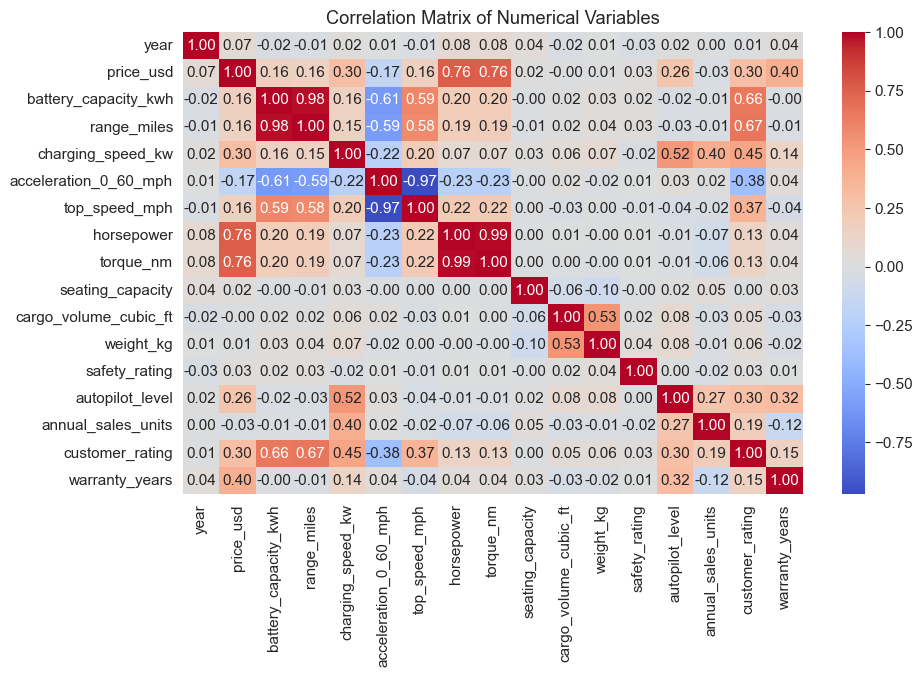 Correlation Matrix of Numerical Variables
year 1.00 0.07 -0.02 -0.01 0.02 0.01 -0.01 0.08 0.08 0.04 -0.02 0.01 -0.03 0.02 0.00 0.01 0.04 1.00
price_usd 0.07 1.00 0.16 0.16 0.30 -0.17 0.16 0.76 0.76 0.02 -0.00 0.01 0.03 0.26 -0.03 0.30 0.40
battery_capacity_kwh -0.02 0.16 1.00 0.98 0.16 -0.61 0.59 0.20 0.20 -0.00 0.02 0.03 0.02 -0.02 -0.01 0.66 -0.00 0.75
range_miles -0.01 0.16 0.98 1.00 0.15 -0.59 0.58 0.19 0.19 -0.01 0.02 0.04 0.03 -0.03 -0.01 0.67 -0.01
charging_speed_kw 0.02 0.30 0.16 0.15 1.00 -0.22 0.20 0.07 0.07 0.03 0.06 0.07 -0.02 0.52 0.40 0.45 0.14 0.50
acceleration_0_60_mph 0.01 -0.17 -0.61 -0.59 -0.22 1.00 -0.97 -0.23 -0.23 -0.00 0.02 -0.02 0.01 0.03 0.02 -0.38 0.04
top_speed_mph -0.01 0.16 0.59 0.58 0.20 -0.97 1.00 0.22 0.22 0.00 -0.03 0.00 -0.01 -0.04 -0.02 0.37 -0.04 0.25
horsepower 0.08 0.76 0.20 0.19 0.07 -0.23 0.22 1.00 0.99 0.00 0.01 -0.00 0.01 -0.01 -0.07 0.13 0.04
torque_nm 0.08 0.76 0.20 0.19 0.07 -0.23 0.22 0.99 1.00 0.00 0.00 -0.00 0.01 -0.01 -0.06 0.13 0.04 0.00
seating_capacity 0.04 0.02 -0.00 -0.01 0.03 -0.00 0.00 0.00 0.00 1.00 -0.06 -0.10 -0.00 0.02 0.05 0.00 0.03
cargo_volume_cubic_ft -0.02 -0.00 0.02 0.02 0.06 0.02 -0.03 0.01 0.00 -0.06 1.00 0.53 0.02 0.08 -0.03 0.05 -0.03 -0.25
weight_kg 0.01 0.01 0.03 0.04 0.07 -0.02 0.00 -0.00 -0.00 -0.10 0.53 1.00 0.04 0.08 -0.01 0.06 -0.02
safety_rating -0.03 0.03 0.02 0.03 -0.02 0.01 -0.01 0.01 0.01 -0.00 0.02 0.04 1.00 0.00 -0.02 0.03 0.01 -0.50
autopilot_level 0.02 0.26 -0.02 -0.03 0.52 0.03 -0.04 -0.01 -0.01 0.02 0.08 0.08 0.00 1.00 0.27 0.30 0.32
annual_sales_units 0.00 -0.03 -0.01 -0.01 0.40 0.02 -0.02 -0.07 -0.06 0.05 -0.03 -0.01 -0.02 0.27 1.00 0.19 -0.12 -0.75
customer_rating 0.01 0.30 0.66 0.67 0.45 -0.38 0.37 0.13 0.13 0.00 0.05 0.06 0.03 0.30 0.19 1.00 0.15
warranty_years 0.04 0.40 -0.00 -0.01 0.14 0.04 -0.04 0.04 0.04 0.03 -0.03 -0.02 0.01 0.32 -0.12 0.15 1.00
year
price_usd
battery_capacity_kwh
range_miles
charging_speed_kw
acceleration_0_60_mph
top_speed_mph
horsepower
torque_nm
seating_capacity
cargo_volume_cubic_ft
weight_kg
safety_rating
autopilot_level
annual_sales_units
customer_rating
warranty_years